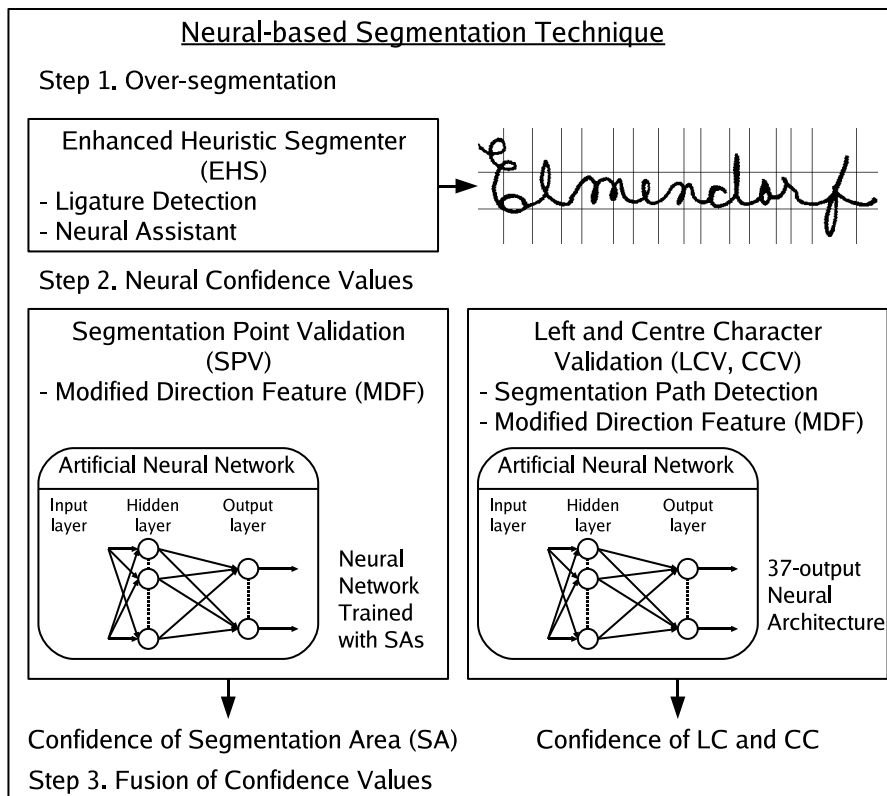 Neural-based Segmentation Technique
Step 1. Over-segmentation
Enhanced Heuristic Segmenter
(EHS)
- Ligature Detection
- Neural Assistant
Elmendorf
Step 2. Neural Confidence Values
Segmentation Point Validation
(SPV)
- Modified Direction Feature (MDF)
Artificial Neural Network
Input layer
Hidden layer
Output layer
Neural
Network
Trained
with SAs
Left and Centre Character
Validation (LCV, CCV)
- Segmentation Path Detection
- Modified Direction Feature (MDF)
Artificial Neural Network
Input layer
Hidden layer
Output layer
37-output
Neural
Architecture
Confidence of Segmentation Area (SA)
Confidence of LC and CC
Step 3. Fusion of Confidence Values